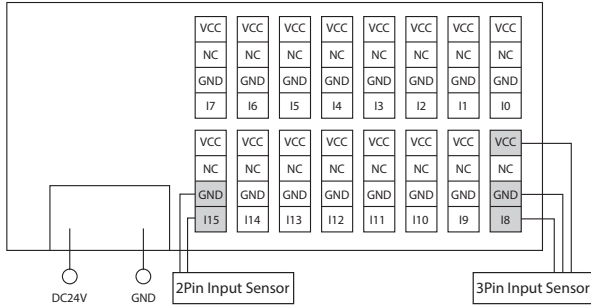 VCC VCC VCC VCC VCC VCC VCC VCC
NC NC NC NC NC NC NC NC
GND GND GND GND GND GND GND GND
I7 I6 I5 I4 I3 I2 I1 I0
VCC VCC VCC VCC VCC VCC VCC VCC
NC NC NC NC NC NC NC NC
GND GND GND GND GND GND GND GND
I15 I14 I13 I12 I11 I10 I9 I8
2Pin Input Sensor 3Pin Input Sensor
DC24V GND